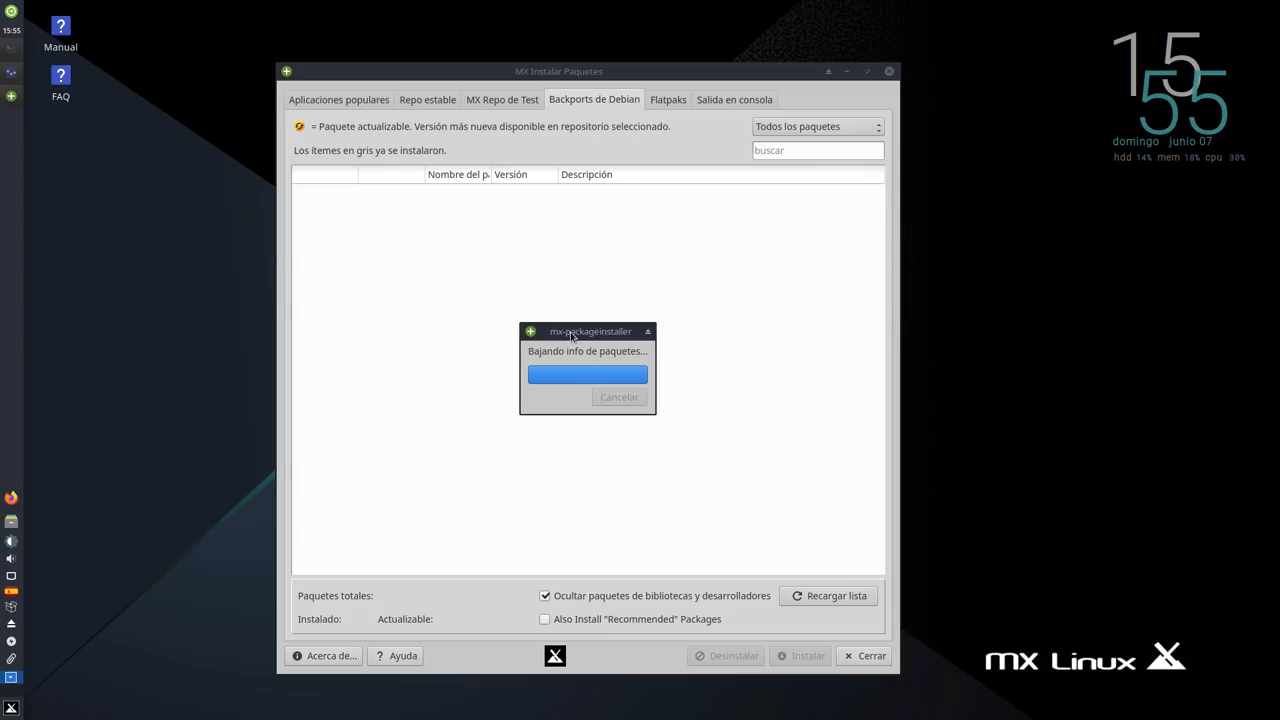 15:55
Manual
FAQ
MX Instalar Paquetes
Aplicaciones populares
Repo estable
MX Repo de Test
Backports de Debian
Flatpaks
Salida en consola
= Paquete actualizable. Versión más nueva disponible en repositorio seleccionado.
Todos los paquetes
Los ítemes en gris ya se instalaron.
buscar
Nombre del p
Versión
Descripción
mx-packageinstaller
Bajando info de paquetes...
Cancelar
Paquetes totales:
Ocultar paquetes de bibliotecas y desarrolladores
Recargar lista
Instalado:
Actualizable:
Also Install "Recommended" Packages
Acerca de...
? Ayuda
Desinstalar
Instalar
Cerrar
15
55
domingo junio 07
hdd 14% mem 18% cpu 30%
mx Linux